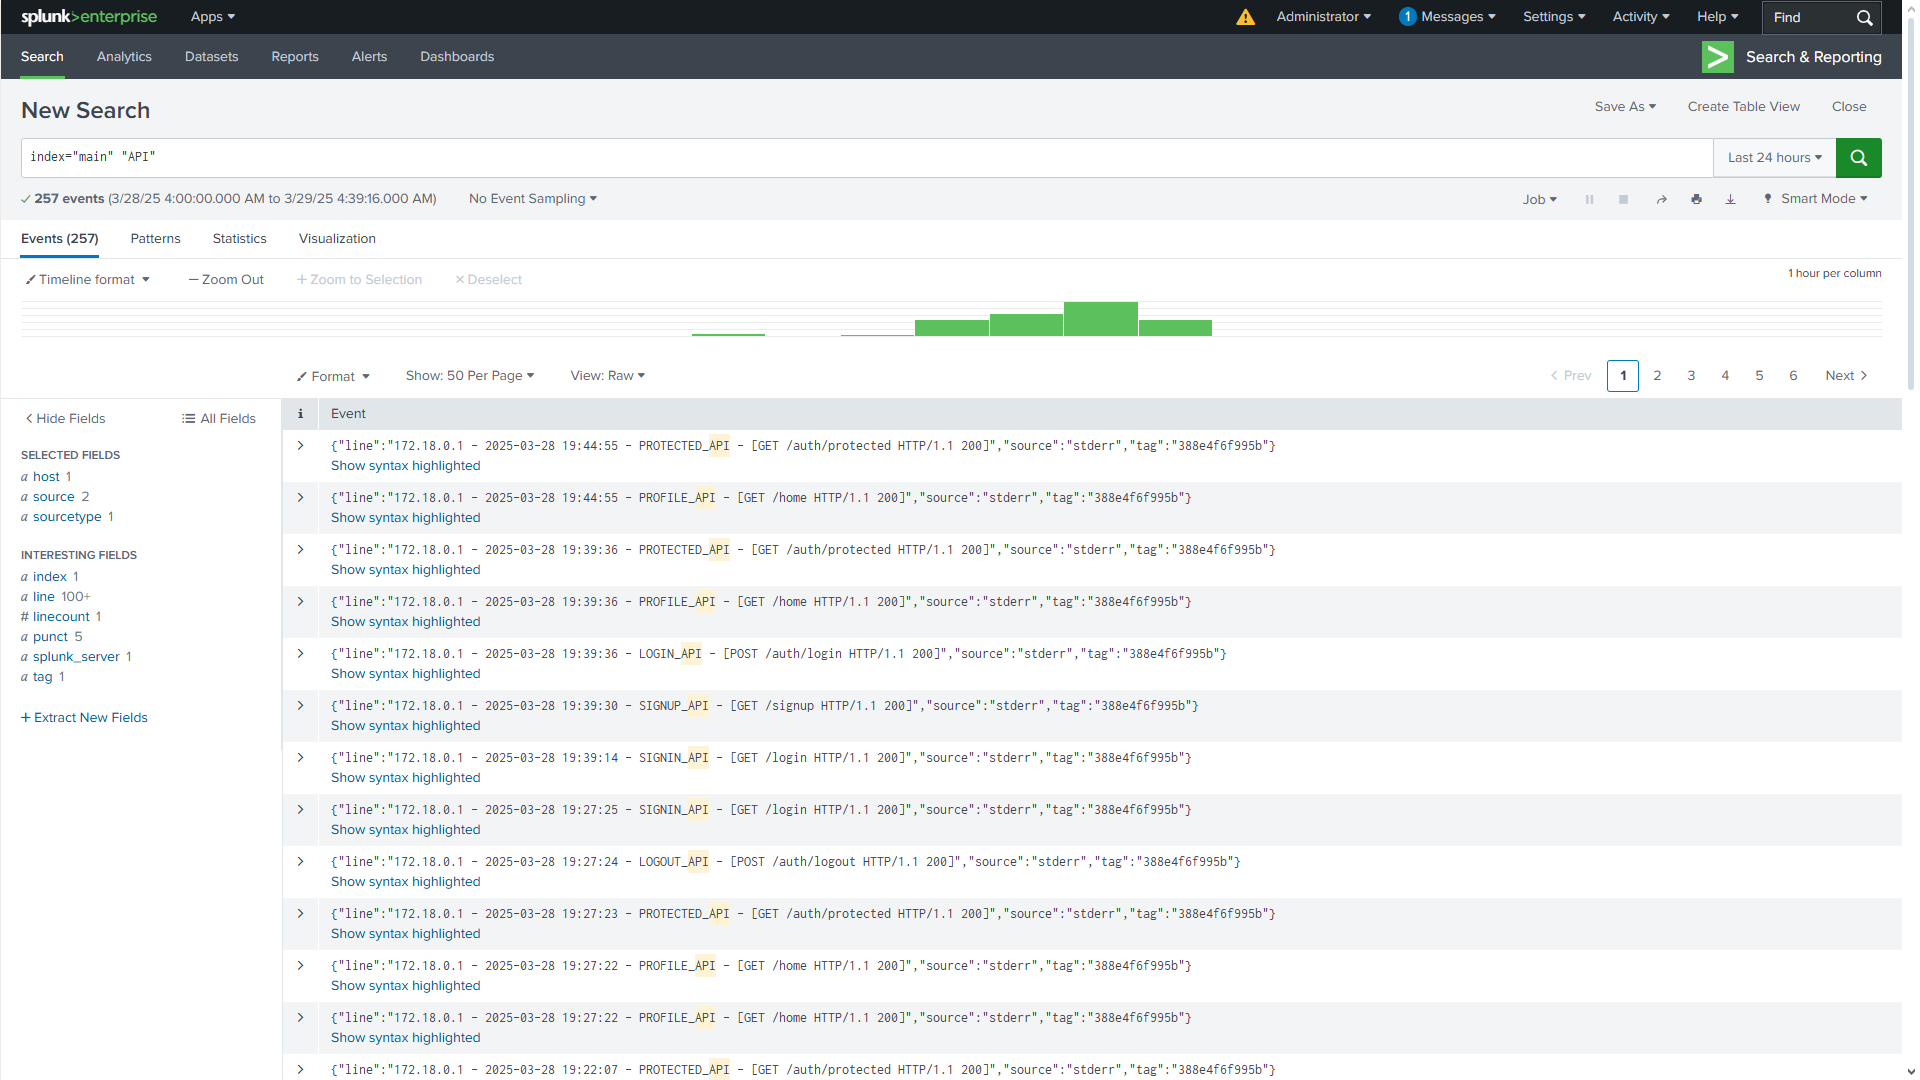 splunk>enterprise Apps Administrator 1 Messages Settings Activity Help Find
Search Analytics Datasets Reports Alerts Dashboards Search & Reporting
New Search Save As Create Table View Close
index="main" "API" Last 24 hours
257 events (3/28/25 4:00:00.000 AM to 3/29/25 4:39:16.000 AM) No Event Sampling Job Smart Mode
Events (257) Patterns Statistics Visualization
Timeline format — Zoom Out + Zoom to Selection × Deselect 1 hour per column
Format Show: 50 Per Page View: Raw < Prev 1 2 3 4 5 6 Next >
< Hide Fields All Fields
SELECTED FIELDS
a host 1
a source 2
a sourcetype 1
INTERESTING FIELDS
a index 1
a line 100+
# linecount 1
a punct 5
a splunk_server 1
a tag 1
+ Extract New Fields
i Event
> {"line":"172.18.0.1 - 2025-03-28 19:44:55 - PROTECTED_API - [GET /auth/protected HTTP/1.1 200]","source":"stderr","tag":"388e4f6f995b"}
Show syntax highlighted
> {"line":"172.18.0.1 - 2025-03-28 19:44:55 - PROFILE_API - [GET /home HTTP/1.1 200]","source":"stderr","tag":"388e4f6f995b"}
Show syntax highlighted
> {"line":"172.18.0.1 - 2025-03-28 19:39:36 - PROTECTED_API - [GET /auth/protected HTTP/1.1 200]","source":"stderr","tag":"388e4f6f995b"}
Show syntax highlighted
> {"line":"172.18.0.1 - 2025-03-28 19:39:36 - PROFILE_API - [GET /home HTTP/1.1 200]","source":"stderr","tag":"388e4f6f995b"}
Show syntax highlighted
> {"line":"172.18.0.1 - 2025-03-28 19:39:36 - LOGIN_API - [POST /auth/login HTTP/1.1 200]","source":"stderr","tag":"388e4f6f995b"}
Show syntax highlighted
> {"line":"172.18.0.1 - 2025-03-28 19:39:30 - SIGNUP_API - [GET /signup HTTP/1.1 200]","source":"stderr","tag":"388e4f6f995b"}
Show syntax highlighted
> {"line":"172.18.0.1 - 2025-03-28 19:39:14 - SIGNIN_API - [GET /login HTTP/1.1 200]","source":"stderr","tag":"388e4f6f995b"}
Show syntax highlighted
> {"line":"172.18.0.1 - 2025-03-28 19:27:25 - SIGNIN_API - [GET /login HTTP/1.1 200]","source":"stderr","tag":"388e4f6f995b"}
Show syntax highlighted
> {"line":"172.18.0.1 - 2025-03-28 19:27:24 - LOGOUT_API - [POST /auth/logout HTTP/1.1 200]","source":"stderr","tag":"388e4f6f995b"}
Show syntax highlighted
> {"line":"172.18.0.1 - 2025-03-28 19:27:23 - PROTECTED_API - [GET /auth/protected HTTP/1.1 200]","source":"stderr","tag":"388e4f6f995b"}
Show syntax highlighted
> {"line":"172.18.0.1 - 2025-03-28 19:27:22 - PROFILE_API - [GET /home HTTP/1.1 200]","source":"stderr","tag":"388e4f6f995b"}
Show syntax highlighted
> {"line":"172.18.0.1 - 2025-03-28 19:27:22 - PROFILE_API - [GET /home HTTP/1.1 200]","source":"stderr","tag":"388e4f6f995b"}
Show syntax highlighted
> {"line":"172.18.0.1 - 2025-03-28 19:22:07 - PROTECTED_API - [GET /auth/protected HTTP/1.1 200]","source":"stderr","tag":"388e4f6f995b"}